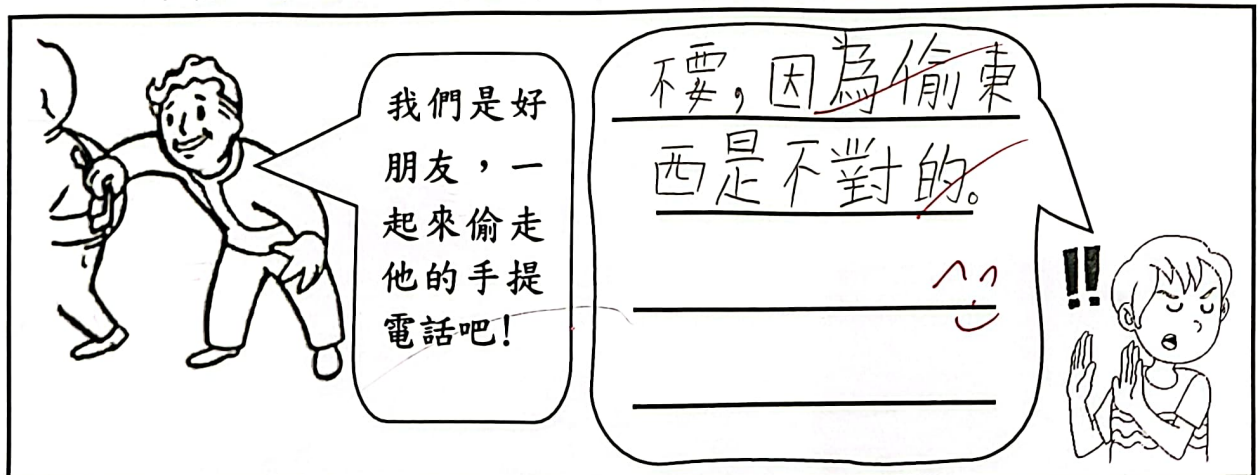 我們是好
朋友，一
起來偷走
他的手提
電話吧！
不要，因為偷東
西是不對的。
!!